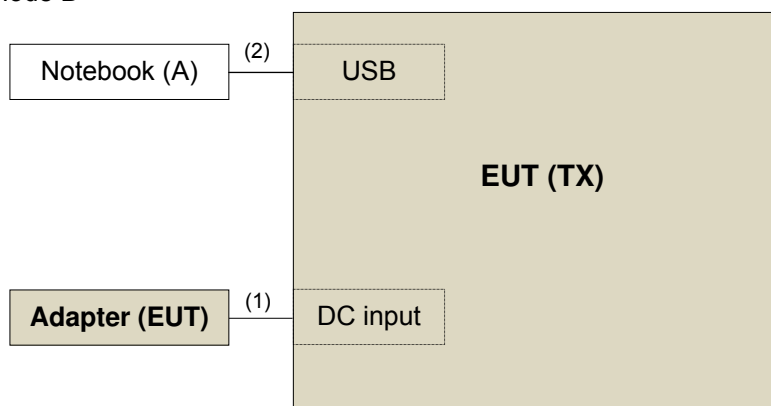 Notebook (A)
(2)
USB
EUT (TX)
Adapter (EUT)
(1)
DC input